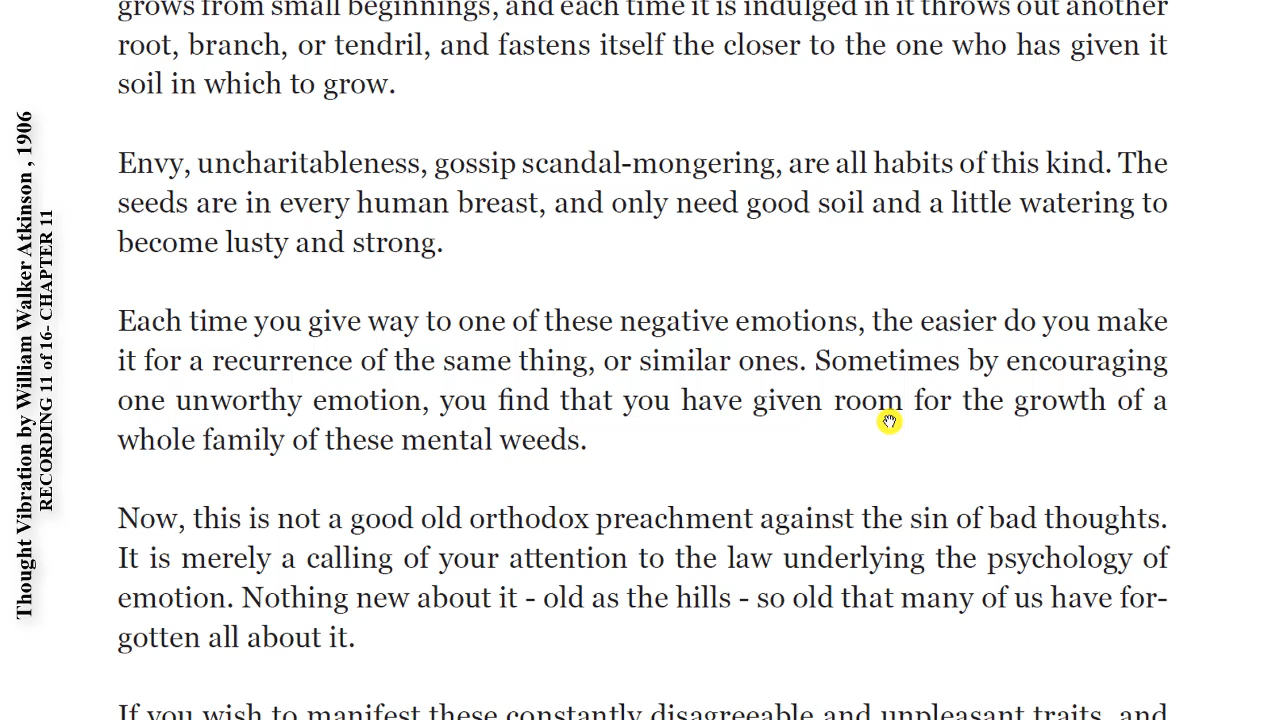 grows from small beginnings, and each time it is indulged in it throws out another
root, branch, or tendril, and fastens itself the closer to the one who has given it
soil in which to grow.
Envy, uncharitableness, gossip scandal-mongering, are all habits of this kind. The
seeds are in every human breast, and only need good soil and a little watering to
become lusty and strong.
Each time you give way to one of these negative emotions, the easier do you make
it for a recurrence of the same thing, or similar ones. Sometimes by encouraging
one unworthy emotion, you find that you have given room for the growth of a
whole family of these mental weeds.
Now, this is not a good old orthodox preachment against the sin of bad thoughts.
It is merely a calling of your attention to the law underlying the psychology of
emotion. Nothing new about it - old as the hills - so old that many of us have for-
gotten all about it.
If you wish to manifest these constantly disagreeable and unpleasant traits, and
Thought Vibration by William Walker Atkinson , 1906
RECORDING 11 of 16- CHAPTER 11